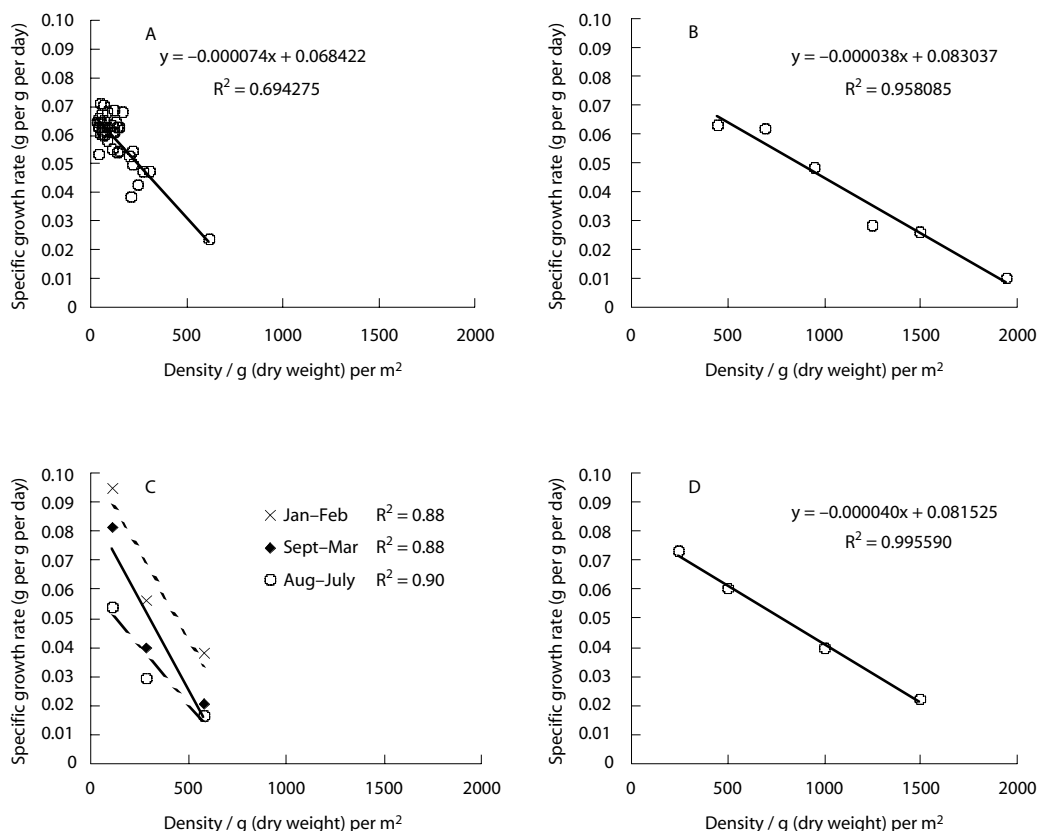 A
y = –0.000074x + 0.068422
R² = 0.694275
Specific growth rate (g per g per day)
0.10
0.09
0.08
0.07
0.06
0.05
0.04
0.03
0.02
0.01
0
0 500 1000 1500 2000
Density / g (dry weight) per m²
B
y = –0.000038x + 0.083037
R² = 0.958085
Specific growth rate (g per g per day)
0.10
0.09
0.08
0.07
0.06
0.05
0.04
0.03
0.02
0.01
0
0 500 1000 1500 2000
Density / g (dry weight) per m²
C
Jan–Feb R² = 0.88
Sept–Mar R² = 0.88
Aug–July R² = 0.90
Specific growth rate (g per g per day)
0.10
0.09
0.08
0.07
0.06
0.05
0.04
0.03
0.02
0.01
0
0 500 1000 1500 2000
Density / g (dry weight) per m²
D
y = –0.000040x + 0.081525
R² = 0.995590
Specific growth rate (g per g per day)
0.10
0.09
0.08
0.07
0.06
0.05
0.04
0.03
0.02
0.01
0
0 500 1000 1500 2000
Density / g (dry weight) per m²